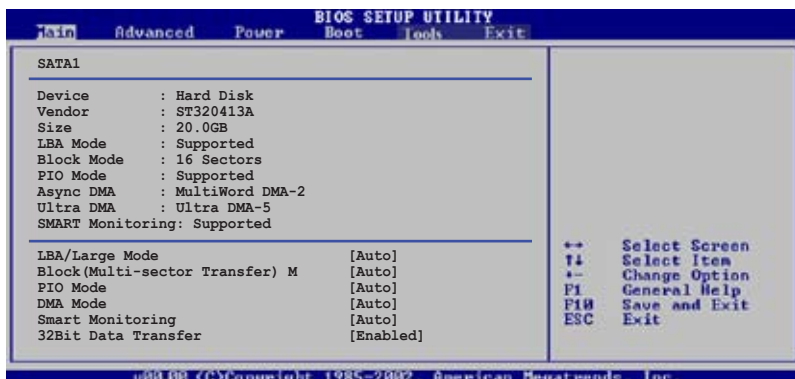 BIOS SETUP UTILITY
Main Advanced Power Boot Tools Exit
SATA1
Device : Hard Disk
Vendor : ST320413A
Size : 20.0GB
LBA Mode : Supported
Block Mode : 16 Sectors
PIO Mode : Supported
Async DMA : MultiWord DMA-2
Ultra DMA : Ultra DMA-5
SMART Monitoring: Supported
LBA/Large Mode [Auto]
Block(Multi-sector Transfer) M [Auto]
PIO Mode [Auto]
DMA Mode [Auto]
Smart Monitoring [Auto]
32Bit Data Transfer [Enabled]
↔ Select Screen
↑↓ Select Item
+- Change Option
F1 General Help
F10 Save and Exit
ESC Exit
v00.00 (C)Copyright 1985-2002, American Megatrends, Inc.